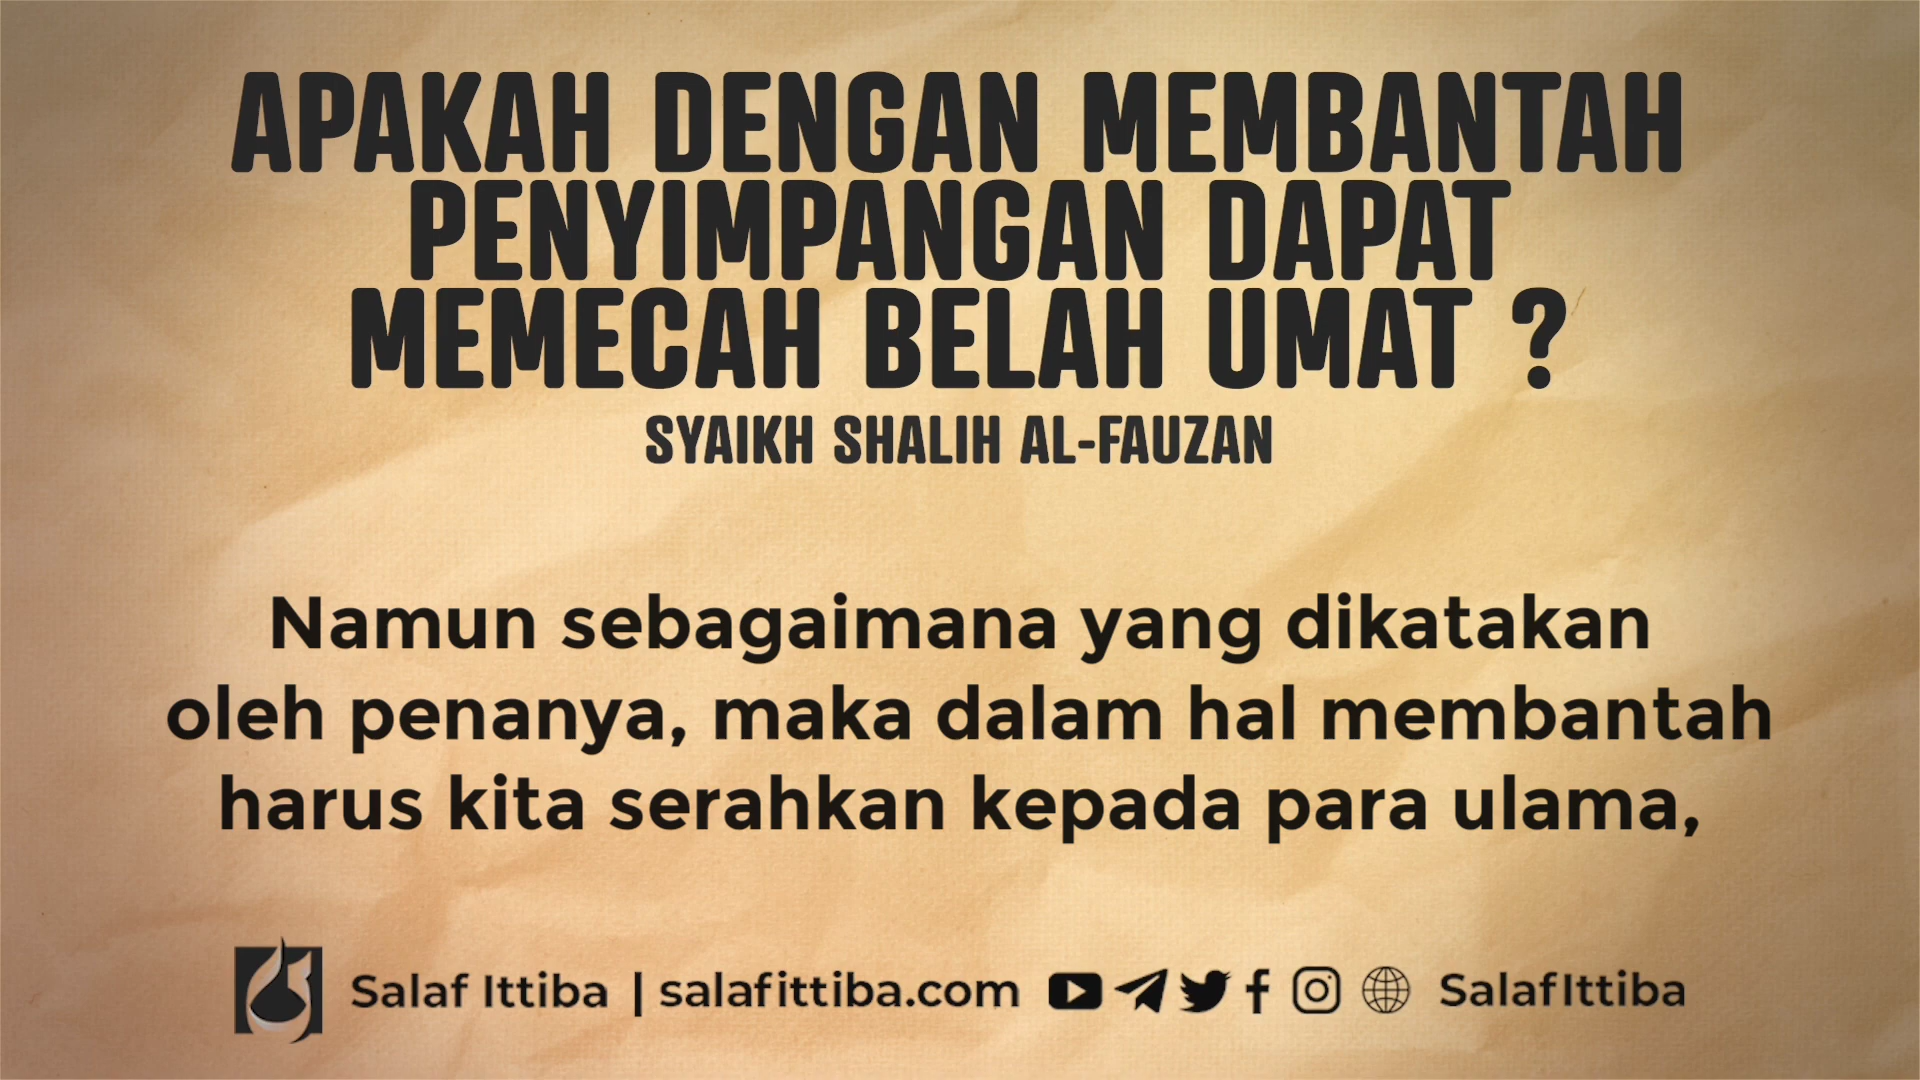 APAKAH DENGAN MEMBANTAH
PENYIMPANGAN DAPAT
MEMECAH BELAH UMAT ?
SYAIKH SHALIH AL-FAUZAN
Namun sebagaimana yang dikatakan
oleh penanya, maka dalam hal membantah
harus kita serahkan kepada para ulama,
Salaf Ittiba | salafittiba.com SalafIttiba